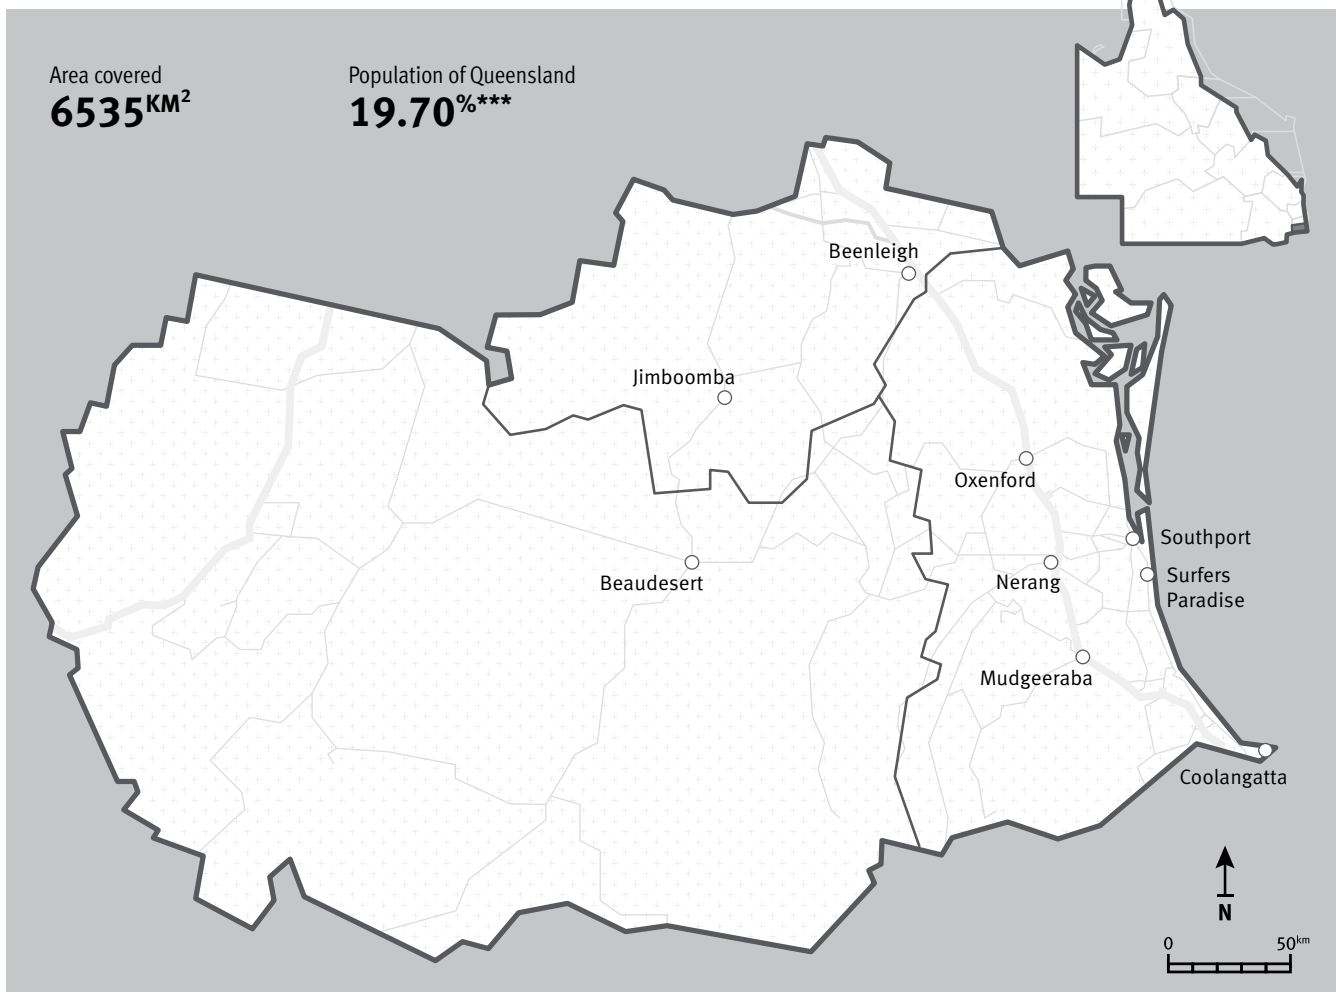 Area covered
6535KM²
Population of Queensland
19.70%***
Beenleigh
Jimboomba
Oxenford
Southport
Surfers
Paradise
Beaudesert
Nerang
Mudgeeraba
Coolangatta
N
0 50km